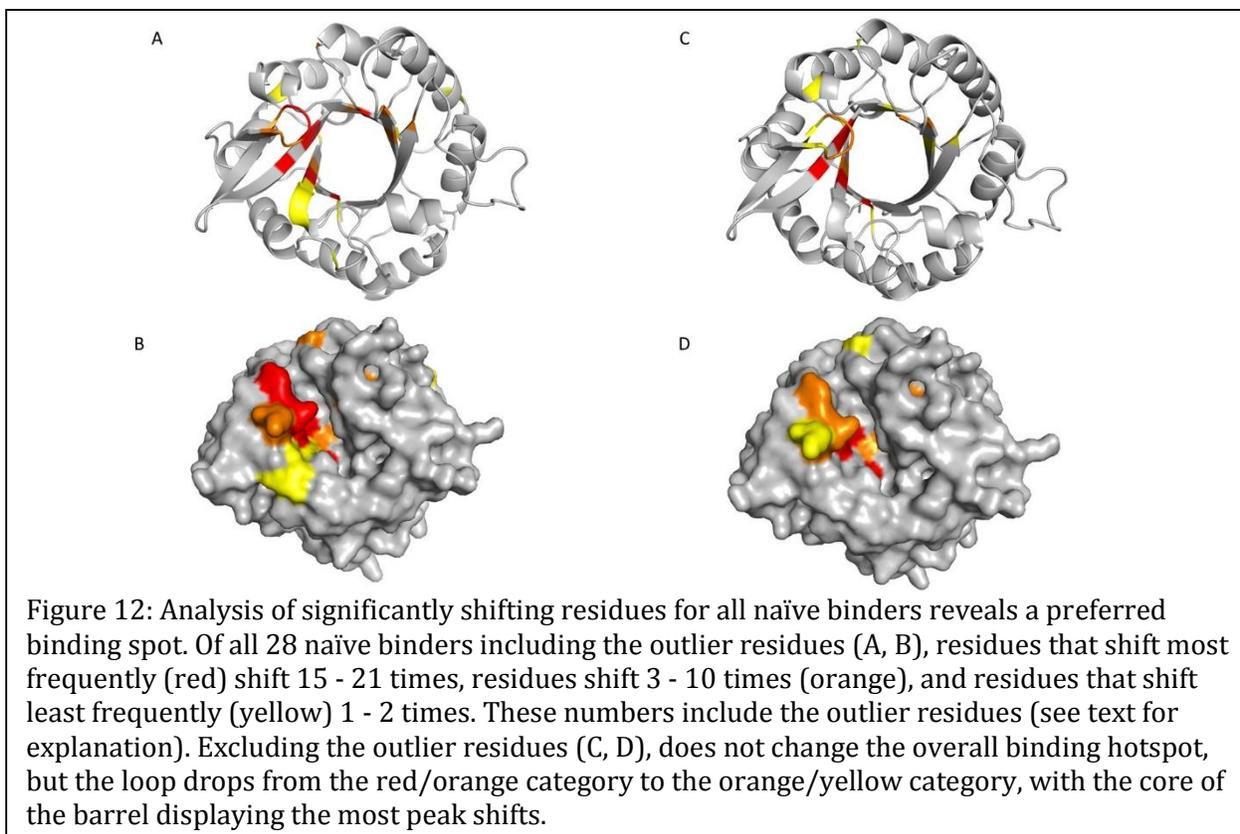 A
C
B
D
Figure 12: Analysis of significantly shifting residues for all naïve binders reveals a preferred
binding spot. Of all 28 naïve binders including the outlier residues (A, B), residues that shift most
frequently (red) shift 15 - 21 times, residues shift 3 - 10 times (orange), and residues that shift
least frequently (yellow) 1 - 2 times. These numbers include the outlier residues (see text for
explanation). Excluding the outlier residues (C, D), does not change the overall binding hotspot,
but the loop drops from the red/orange category to the orange/yellow category, with the core of
the barrel displaying the most peak shifts.